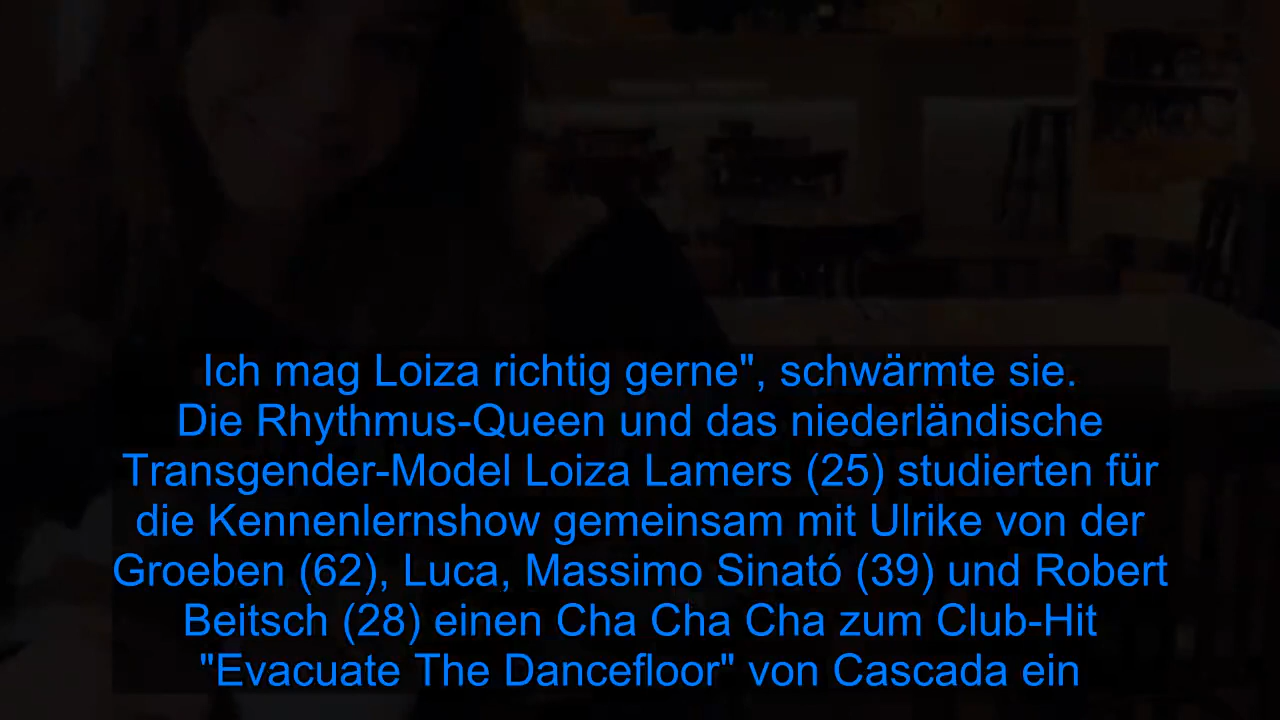 Ich mag Loiza richtig gerne", schwärmte sie.
Die Rhythmus-Queen und das niederländische
Transgender-Model Loiza Lamers (25) studierten für
die Kennenlernshow gemeinsam mit Ulrike von der
Groeben (62), Luca, Massimo Sinató (39) und Robert
Beitsch (28) einen Cha Cha Cha zum Club-Hit
"Evacuate The Dancefloor" von Cascada ein